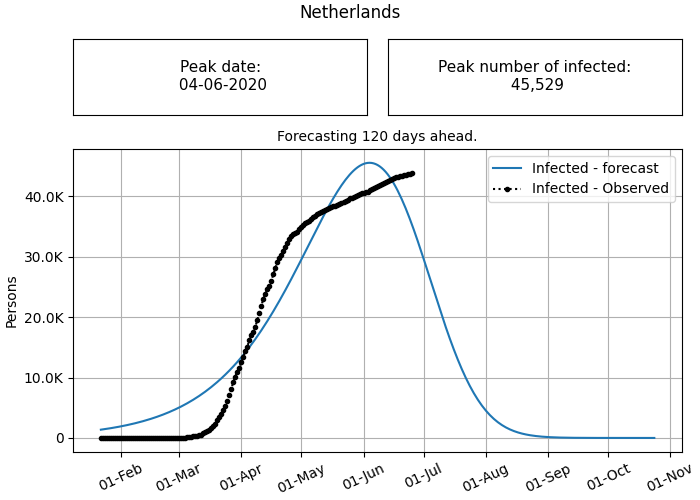 Netherlands
Peak date:
04-06-2020
Peak number of infected:
45,529
Forecasting 120 days ahead.
Infected - forecast
Infected - Observed
40.0K
30.0K
20.0K
10.0K
0
Persons
01-Feb
01-Mar
01-Apr
01-May
01-Jun
01-Jul
01-Aug
01-Sep
01-Oct
01-Nov